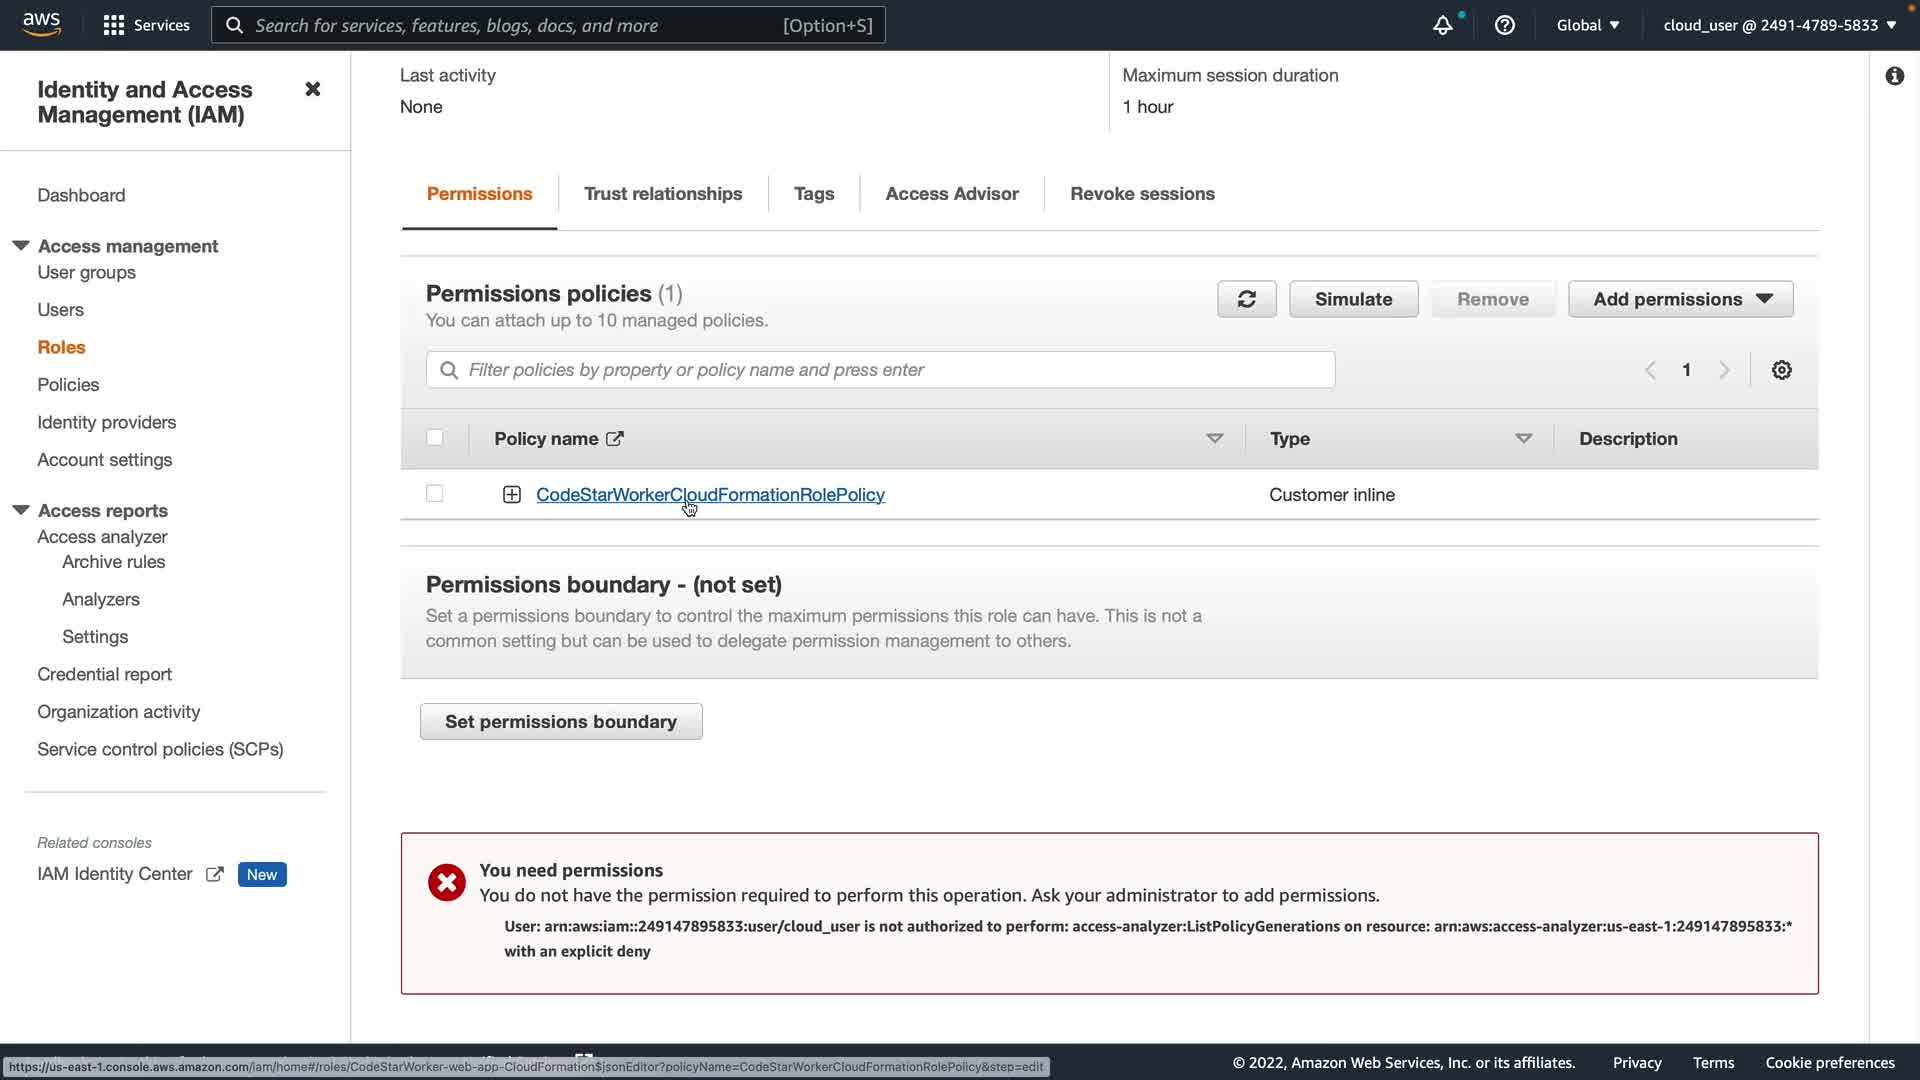 aws
Services
Search for services, features, blogs, docs, and more
[Option+S]
Global
cloud_user @ 2491-4789-5833
Identity and Access
Management (IAM)
Dashboard
Access management
User groups
Users
Roles
Policies
Identity providers
Account settings
Access reports
Access analyzer
Archive rules
Analyzers
Settings
Credential report
Organization activity
Service control policies (SCPs)
Related consoles
IAM Identity Center
New
Last activity
None
Maximum session duration
1 hour
Permissions
Trust relationships
Tags
Access Advisor
Revoke sessions
Permissions policies (1)
You can attach up to 10 managed policies.
Simulate
Remove
Add permissions
Filter policies by property or policy name and press enter
1
Policy name
Type
Description
CodeStarWorkerCloudFormationRolePolicy
Customer inline
Permissions boundary - (not set)
Set a permissions boundary to control the maximum permissions this role can have. This is not a
common setting but can be used to delegate permission management to others.
Set permissions boundary
You need permissions
You do not have the permission required to perform this operation. Ask your administrator to add permissions.
User: arn:aws:iam::249147895833:user/cloud_user is not authorized to perform: access-analyzer:ListPolicyGenerations on resource: arn:aws:access-analyzer:us-east-1:249147895833:*
with an explicit deny
https://us-east-1.console.aws.amazon.com/iam/home#/roles/CodeStarWorker-web-app-CloudFormation$jsonEditor?policyName=CodeStarWorkerCloudFormationRolePolicy&step=edit
© 2022, Amazon Web Services, Inc. or its affiliates.
Privacy
Terms
Cookie preferences